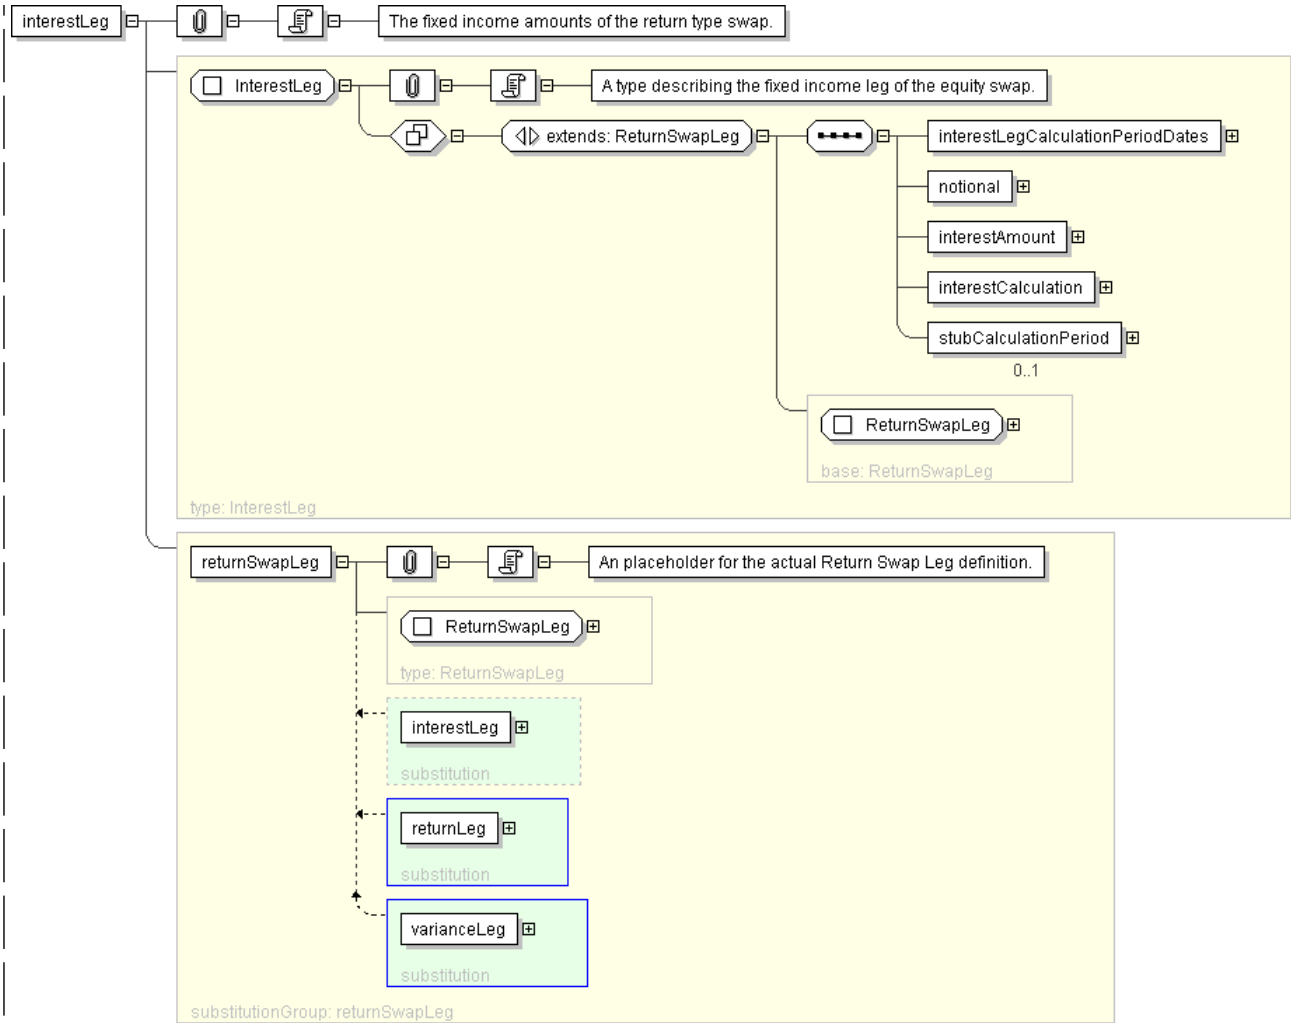 interestLeg
The fixed income amounts of the return type swap.
InterestLeg
A type describing the fixed income leg of the equity swap.
extends: ReturnSwapLeg
interestLegCalculationPeriodDates
notional
interestAmount
interestCalculation
stubCalculationPeriod
0..1
ReturnSwapLeg
base: ReturnSwapLeg
type: InterestLeg
returnSwapLeg
An placeholder for the actual Return Swap Leg definition.
ReturnSwapLeg
type: ReturnSwapLeg
interestLeg
substitution
returnLeg
substitution
varianceLeg
substitution
substitutionGroup: returnSwapLeg